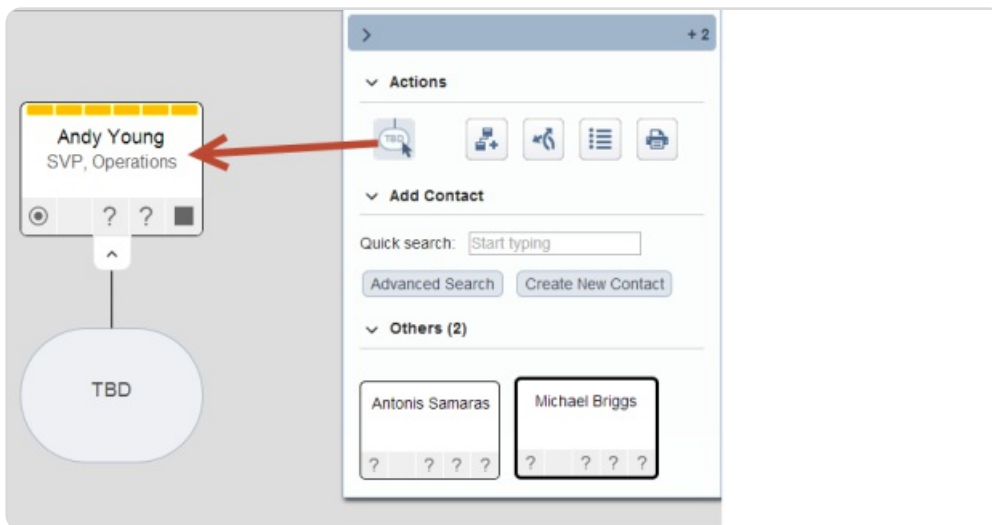 Andy Young
SVP, Operations
? ?
TBD
+ 2
Actions
TBD
Add Contact
Quick search: Start typing
Advanced Search Create New Contact
Others (2)
Antonis Samaras
? ? ? ?
Michael Briggs
? ? ? ?